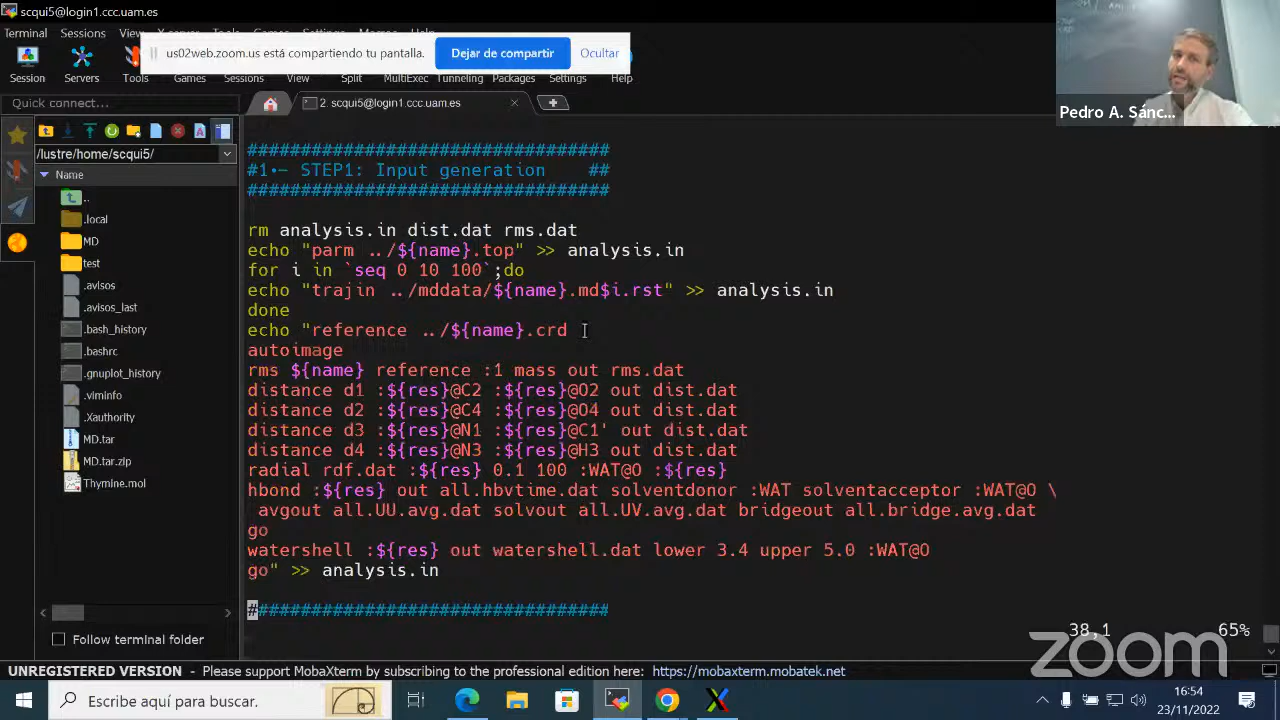 scqui5@login1.ccc.uam.es
Terminal Sessions
us02web.zoom.us está compartiendo tu pantalla. Dejar de compartir Ocultar
Session Servers Tools Games Sessions View Split MultiExec Tunneling Packages Settings Help
Quick connect...
2. scqui5@login1.ccc.uam.es
Pedro A. Sánc...
/lustre/home/scqui5/
Name
..
.local
MD
test
.avisos
.avisos_last
.bash_history
.bashrc
.gnuplot_history
.viminfo
.Xauthority
MD.tar
MD.tar.zip
Thymine.mol
Follow terminal folder
##################################
#1.- STEP1: Input generation    ##
##################################
rm analysis.in dist.dat rms.dat
echo "parm ../${name}.top" >> analysis.in
for i in `seq 0 10 100`;do
echo "trajin ../mddata/${name}.md$i.rst" >> analysis.in
done
echo "reference ../${name}.crd
autoimage
rms ${name} reference :1 mass out rms.dat
distance d1 :${res}@C2 :${res}@O2 out dist.dat
distance d2 :${res}@C4 :${res}@O4 out dist.dat
distance d3 :${res}@N1 :${res}@C1' out dist.dat
distance d4 :${res}@N3 :${res}@H3 out dist.dat
radial rdf.dat :${res} 0.1 100 :WAT@O :${res}
hbond :${res} out all.hbvtime.dat solventdonor :WAT solventacceptor :WAT@O \
 avgout all.UU.avg.dat solvout all.UV.avg.dat bridgeout all.bridge.avg.dat
go
watershell :${res} out watershell.dat lower 3.4 upper 5.0 :WAT@O
go" >> analysis.in
##################################
38,1 65%
zoom
UNREGISTERED VERSION - Please support MobaXterm by subscribing to the professional edition here: https://mobaxterm.mobatek.net
Escribe aquí para buscar
16:54
23/11/2022